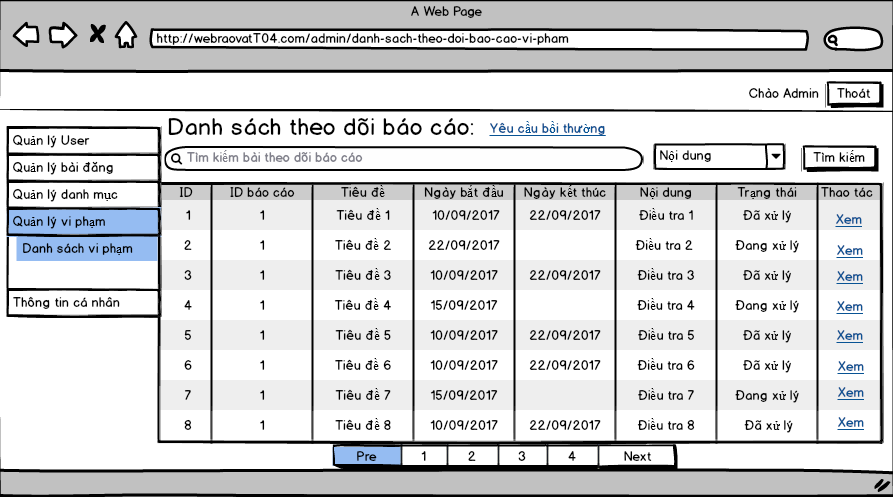 A Web Page
http://webraovatT04.com/admin/danh-sach-theo-doi-bao-cao-vi-pham
Chào Admin Thoát
Danh sách theo dõi báo cáo: Yêu cầu bồi thường
Tìm kiếm bài theo dõi báo cáo Nội dung Tìm kiếm
Quản lý User
Quản lý bài đăng
Quản lý danh mục
Quản lý vi phạm
Danh sách vi phạm
Thông tin cá nhân
ID ID báo cáo Tiêu đề Ngày bắt đầu Ngày kết thúc Nội dung Trạng thái Thao tác
1 1 Tiêu đề 1 10/09/2017 22/09/2017 Điều tra 1 Đã xử lý Xem
2 1 Tiêu đề 2 22/09/2017 Điều tra 2 Đang xử lý Xem
3 1 Tiêu đề 3 10/09/2017 22/09/2017 Điều tra 3 Đã xử lý Xem
4 1 Tiêu đề 4 15/09/2017 Điều tra 4 Đang xử lý Xem
5 1 Tiêu đề 5 10/09/2017 22/09/2017 Điều tra 5 Đã xử lý Xem
6 1 Tiêu đề 6 10/09/2017 22/09/2017 Điều tra 6 Đã xử lý Xem
7 1 Tiêu đề 7 15/09/2017 Điều tra 7 Đang xử lý Xem
8 1 Tiêu đề 8 10/09/2017 22/09/2017 Điều tra 8 Đã xử lý Xem
Pre 1 2 3 4 Next